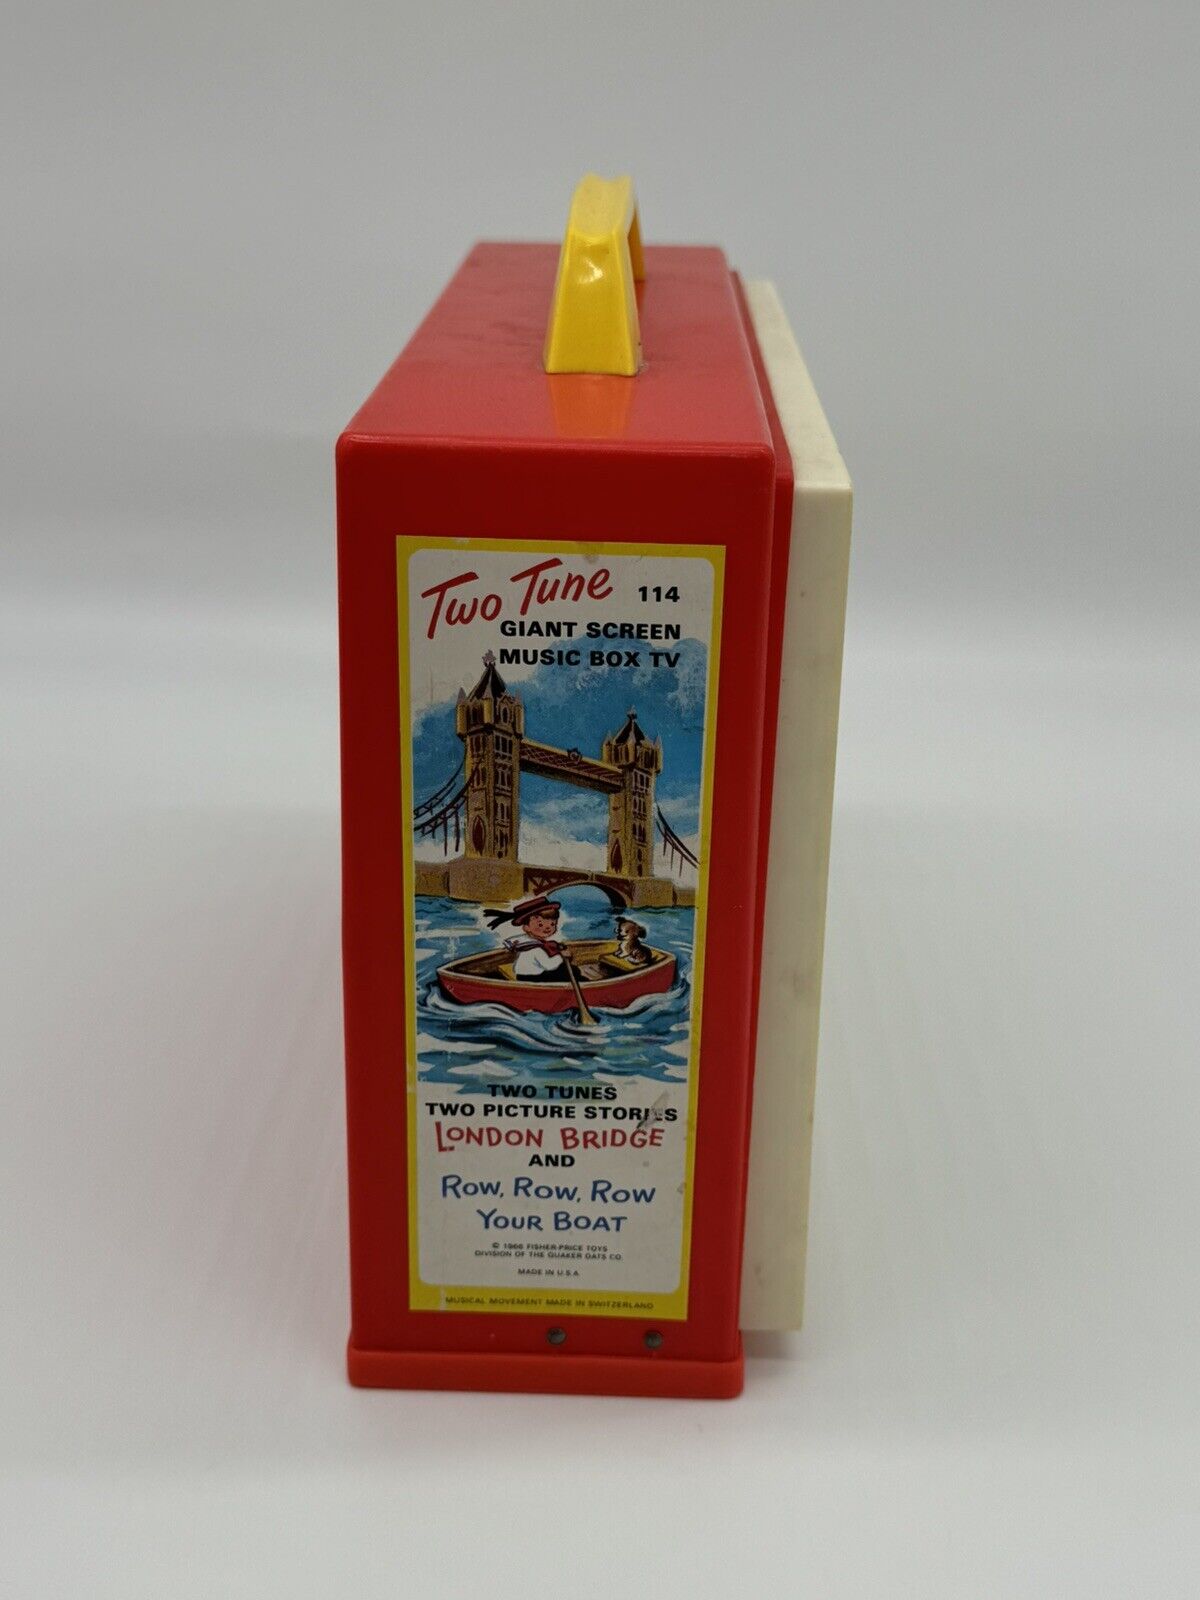 Two Tune 114
GIANT SCREEN
MUSIC BOX TV
TWO TUNES
TWO PICTURE STORIES
LONDON BRIDGE
AND
ROW, ROW, ROW
YOUR BOAT
© 1966 FISHER-PRICE TOYS
DIVISION OF THE QUAKER OATS CO.
MADE IN U.S.A
MUSICAL MOVEMENT MADE IN SWITZERLAND